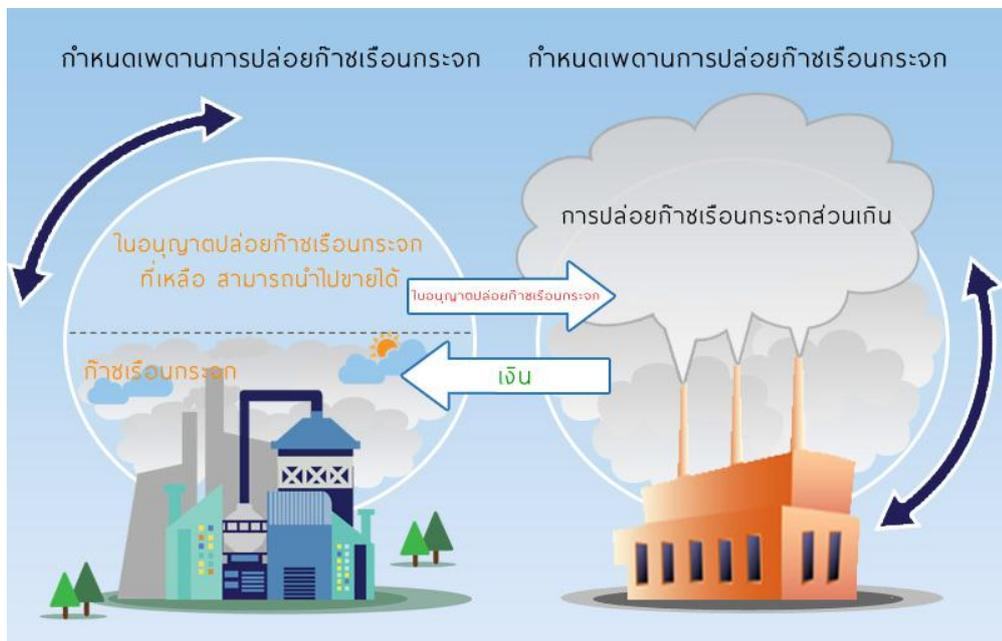 กำหนดเพดานการปล่อยก๊าซเรือนกระจก
กำหนดเพดานการปล่อยก๊าซเรือนกระจก
ใบอนุญาตปล่อยก๊าซเรือนกระจก
ที่เหลือ สามารถนำไปขายได้
ก๊าซเรือนกระจก
ใบอนุญาตปล่อยก๊าซเรือนกระจก
เงิน
การปล่อยก๊าซเรือนกระจกส่วนเกิน